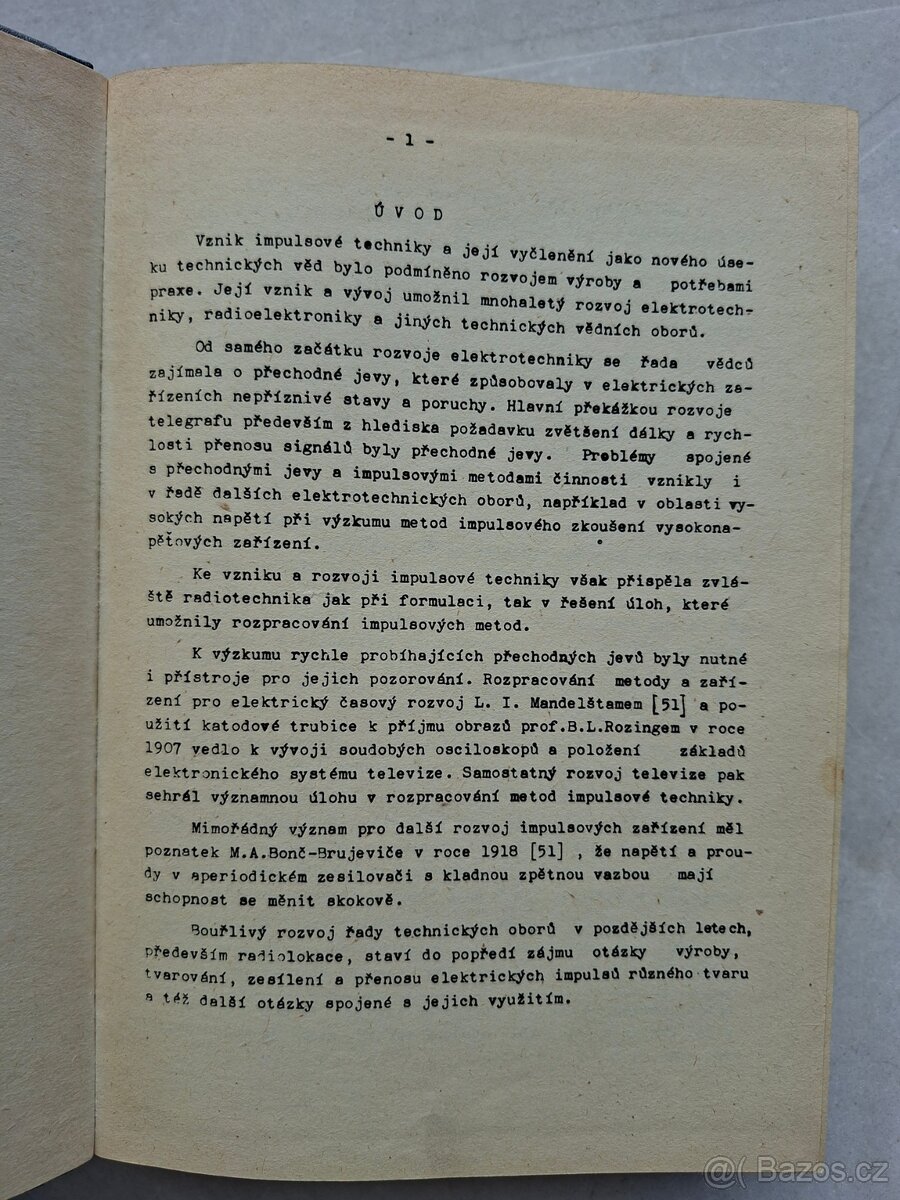 - 1 -
ÚVOD
Vznik impulsové techniky a její vyčlenění jako nového úse-
ku technických věd bylo podmíněno rozvojem výroby a potřebami
praxe. Její vznik a vývoj umožnil mnohaletý rozvoj elektrotech-
niky, radioelektroniky a jiných technických vědních oborů.
Od samého začátku rozvoje elektrotechniky se řada vědců
zajímala o přechodné jevy, které způsobovaly v elektrických za-
řízeních nepříznivé stavy a poruchy. Hlavní překážkou rozvoje
telegrafu především z hlediska požadavku zvětšení dálky a rych-
losti přenosu signálů byly přechodné jevy. Problémy spojené
s přechodnými jevy a impulsovými metodami činnosti vznikly i
v řadě dalších elektrotechnických oborů, například v oblasti vy-
sokých napětí při výzkumu metod impulsového zkoušení vysokona-
pěťových zařízení.
Ke vzniku a rozvoji impulsové techniky však přispěla zvlá-
ště radiotechnika jak při formulaci, tak v řešení úloh, které
umožnily rozpracování impulsových metod.
K výzkumu rychle probíhajících přechodných jevů byly nutné
i přístroje pro jejich pozorování. Rozpracování metody a zaří-
zení pro elektrický časový rozvoj L. I. Mandelštamem [51] a po-
užití katodové trubice k příjmu obrazů prof.B.L.Rozingem v roce
1907 vedlo k vývoji soudobých osciloskopů a položení základů
elektronického systému televize. Samostatný rozvoj televize pak
sehrál významnou úlohu v rozpracování metod impulsové techniky.
Mimořádný význam pro další rozvoj impulsových zařízení měl
poznatek M.A.Bonč-Brujeviče v roce 1918 [51] , že napětí a prou-
dy v aperiodickém zesilovači s kladnou zpětnou vazbou mají
schopnost se měnit skokově.
Bouřlivý rozvoj řady technických oborů v pozdějších letech,
především radiolokace, staví do popředí zájmu otázky výroby,
tvarování, zesílení a přenosu elektrických impulsů různého tvaru
a též další otázky spojené s jejich využitím.
@( Bazos.cz